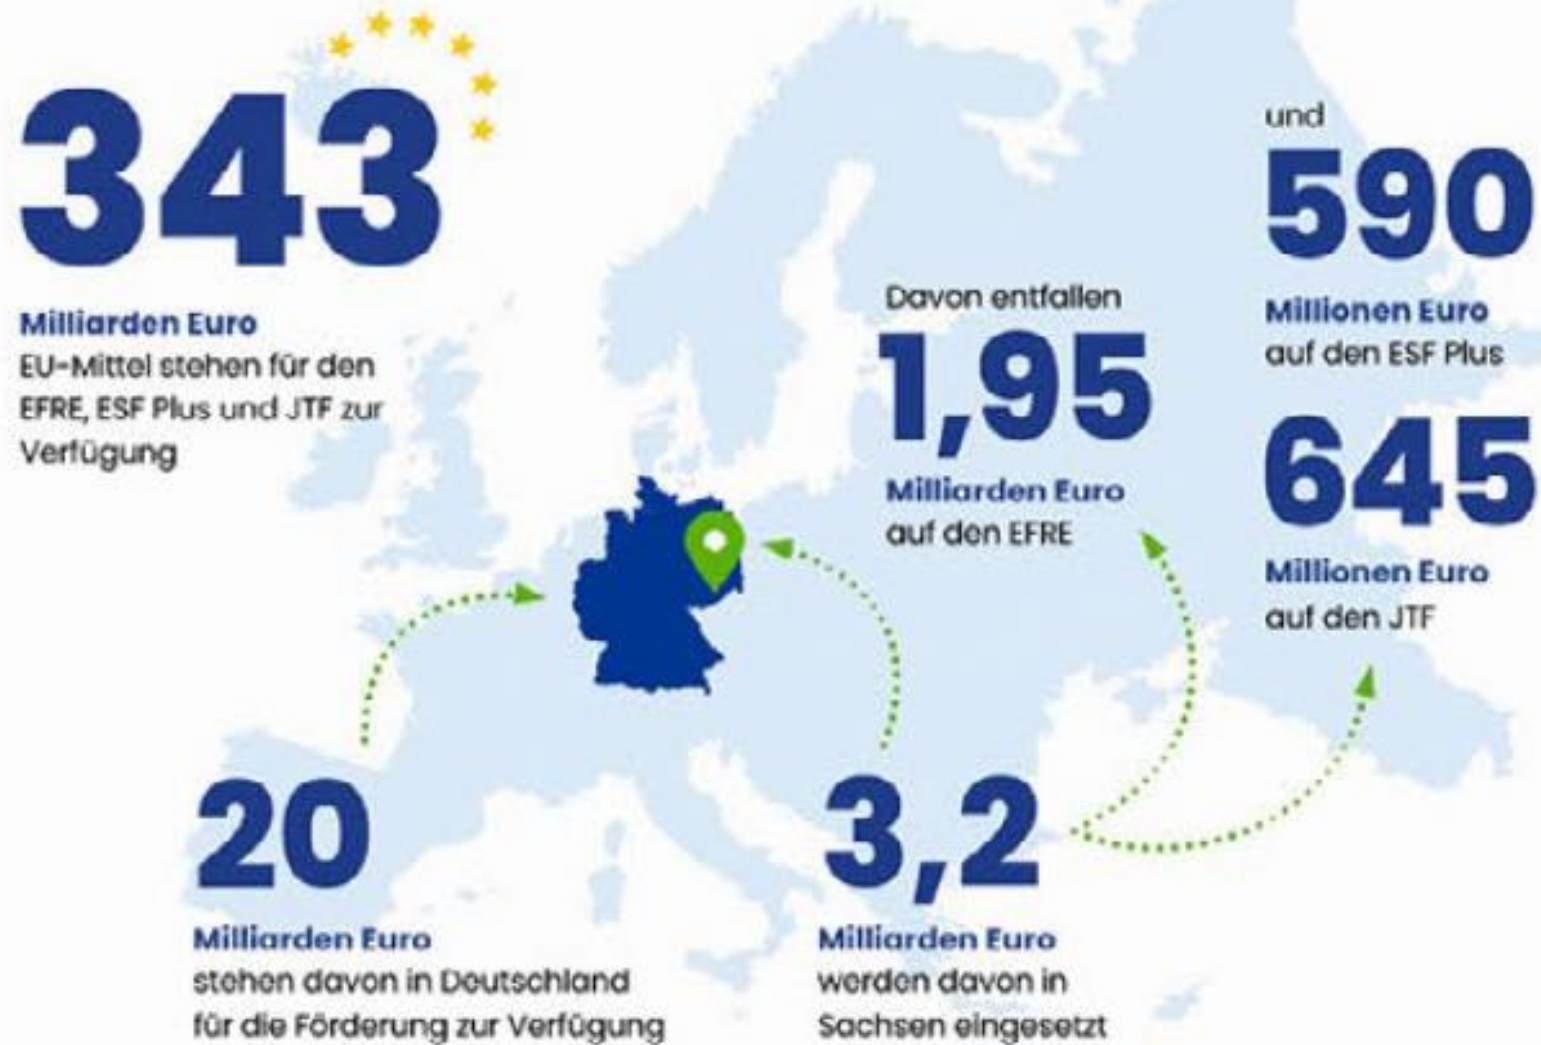 343
Milliarden Euro
EU-Mittel stehen für den
EFRE, ESF Plus und JTF zur
Verfügung
20
Milliarden Euro
stehen davon in Deutschland
für die Förderung zur Verfügung
3,2
Milliarden Euro
werden davon in
Sachsen eingesetzt
Davon entfallen
1,95
Milliarden Euro
auf den EFRE
und
590
Millionen Euro
auf den ESF Plus
645
Millionen Euro
auf den JTF